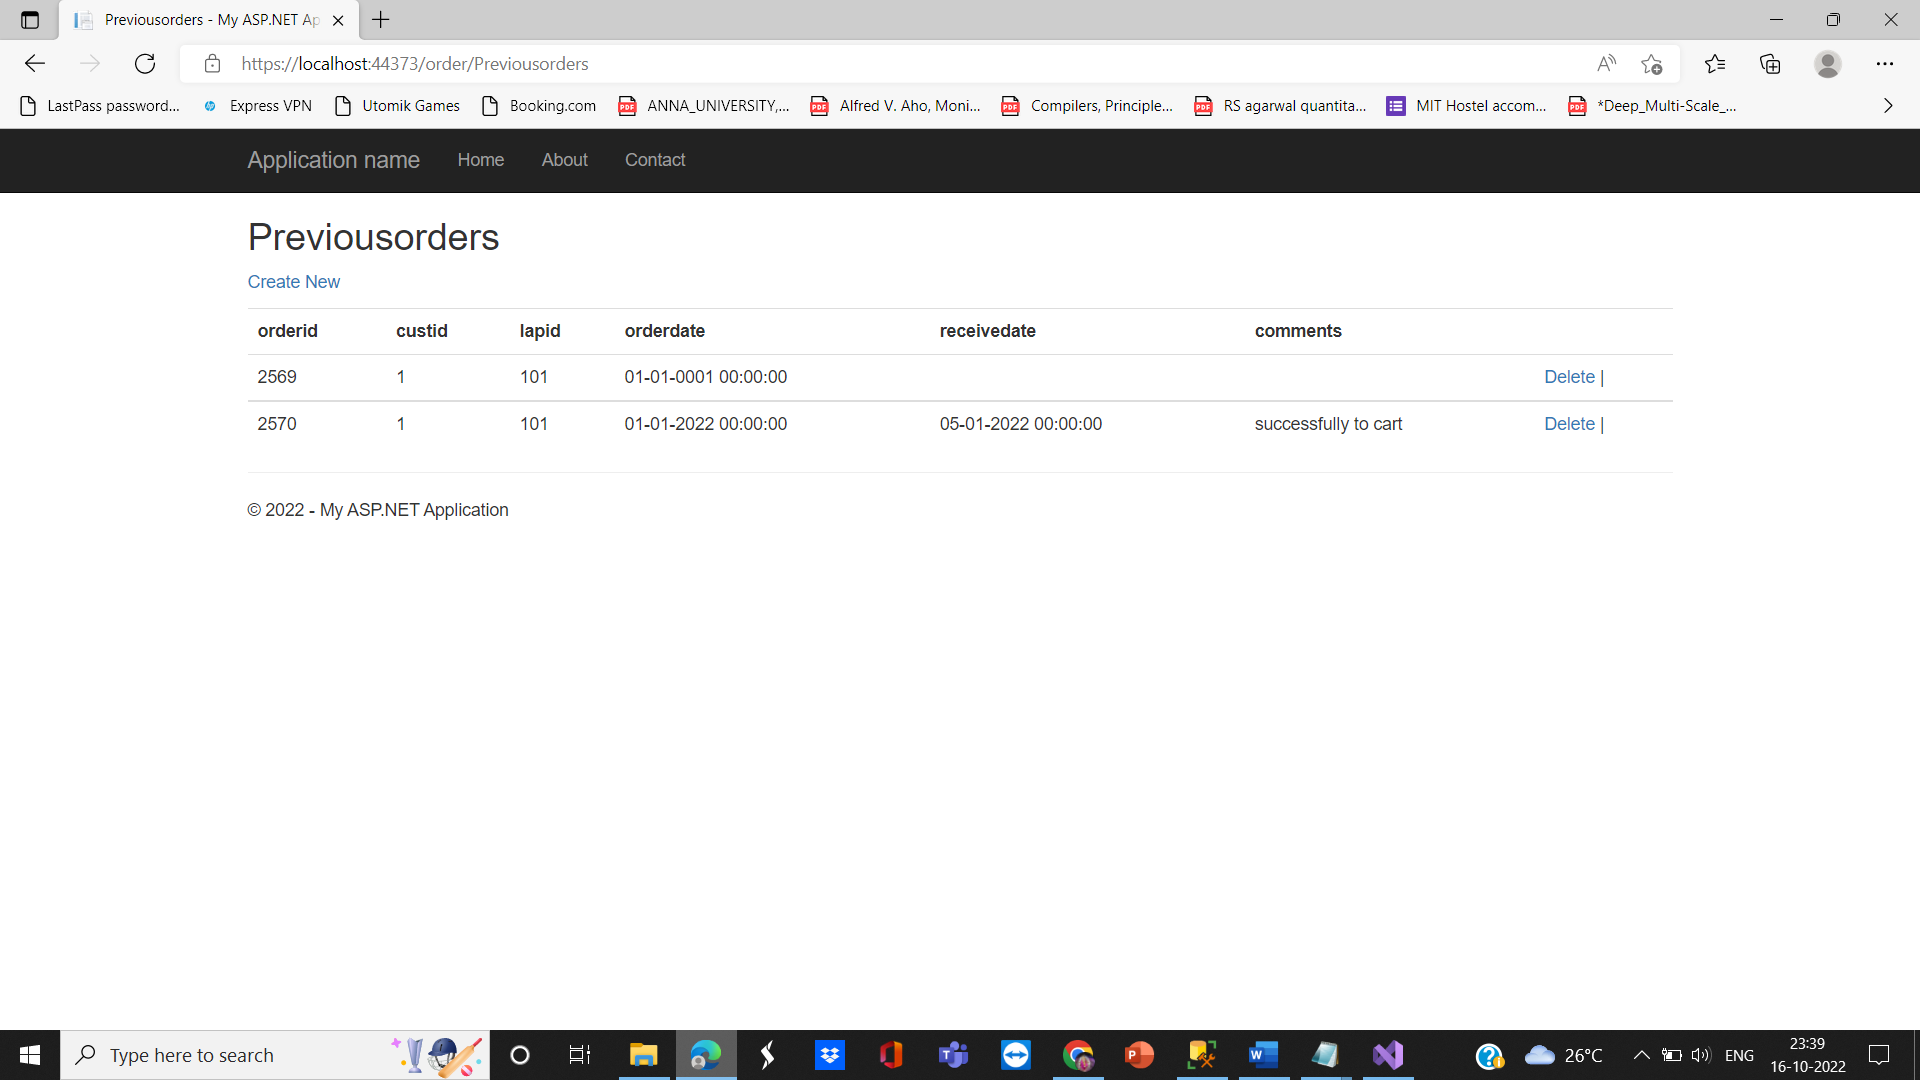 Previousorders - My ASP.NET Ap
https://localhost:44373/order/Previousorders
LastPass password... Express VPN Utomik Games Booking.com ANNA_UNIVERSITY,... Alfred V. Aho, Moni... Compilers, Principle... RS agarwal quantita... MIT Hostel accom... *Deep_Multi-Scale_...
Application name Home About Contact
Previousorders
Create New
orderid custid lapid orderdate receivedate comments
2569 1 101 01-01-0001 00:00:00 Delete |
2570 1 101 01-01-2022 00:00:00 05-01-2022 00:00:00 successfully to cart Delete |
© 2022 - My ASP.NET Application
Type here to search 26°C ENG 23:39
16-10-2022